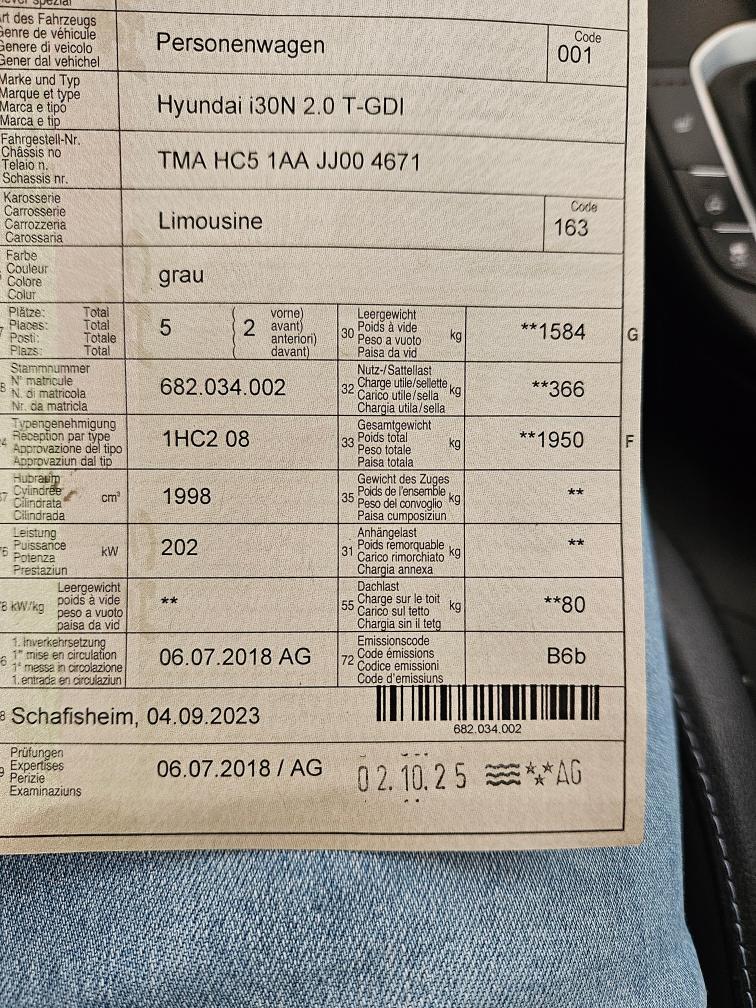 Art des Fahrzeugs
Genre de véhicule
Genere di veicolo
Gener dal vehichel
Personenwagen
Code
001
Marke und Typ
Marque et type
Marca e tipo
Marca e tip
Hyundai i30N 2.0 T-GDI
Fahrgestell-Nr.
Châssis no
Telaio n.
Schassis nr.
TMA HC5 1AA JJ00 4671
Karosserie
Carrosserie
Carrozzeria
Carossaria
Limousine
Code
163
Farbe
Couleur
Colore
Colur
grau
Plätze: Total
Places: Total
Posti: Totale
Plazs: Total
5
2
vorne)
avant)
anteriori)
davant)
30
Leergewicht
Poids à vide
Peso a vuoto
Paisa da vid
kg
**1584
G
Stammnummer
N° matricule
N. di matricola
Nr. da matricla
682.034.002
32
Nutz-/Sattellast
Charge utile/sellette
Carico utile/sella
Chargia utila/sella
kg
**366
Typengenehmigung
Réception par type
Approvazione del tipo
Approvaziun dal tip
1HC2 08
33
Gesamtgewicht
Poids total
Peso totale
Paisa totala
kg
**1950
F
Hubraum
Cylindrée
Cilindrata
Cilindrada
cm³
1998
35
Gewicht des Zuges
Poids de l'ensemble
Peso del convoglio
Paisa cumposiziun
kg
**
Leistung
Puissance
Potenza
Prestaziun
kW
202
31
Anhängelast
Poids remorquable
Carico rimorchiato
Chargia annexa
kg
**
kW/kg
Leergewicht
poids à vide
peso a vuoto
paisa da vid
**
55
Dachlast
Charge sur le toit
Carico sul tetto
Chargia sin il tetg
kg
**80
1. Inverkehrsetzung
1re mise en circulation
1a messa in circolazione
1. entrada en circulaziun
06.07.2018 AG
72
Emissionscode
Code émissions
Codice emissioni
Code d'emissiuns
B6b
Schafisheim, 04.09.2023
682.034.002
Prüfungen
Expertises
Perizie
Examinaziuns
06.07.2018 / AG
02.10.25 AG